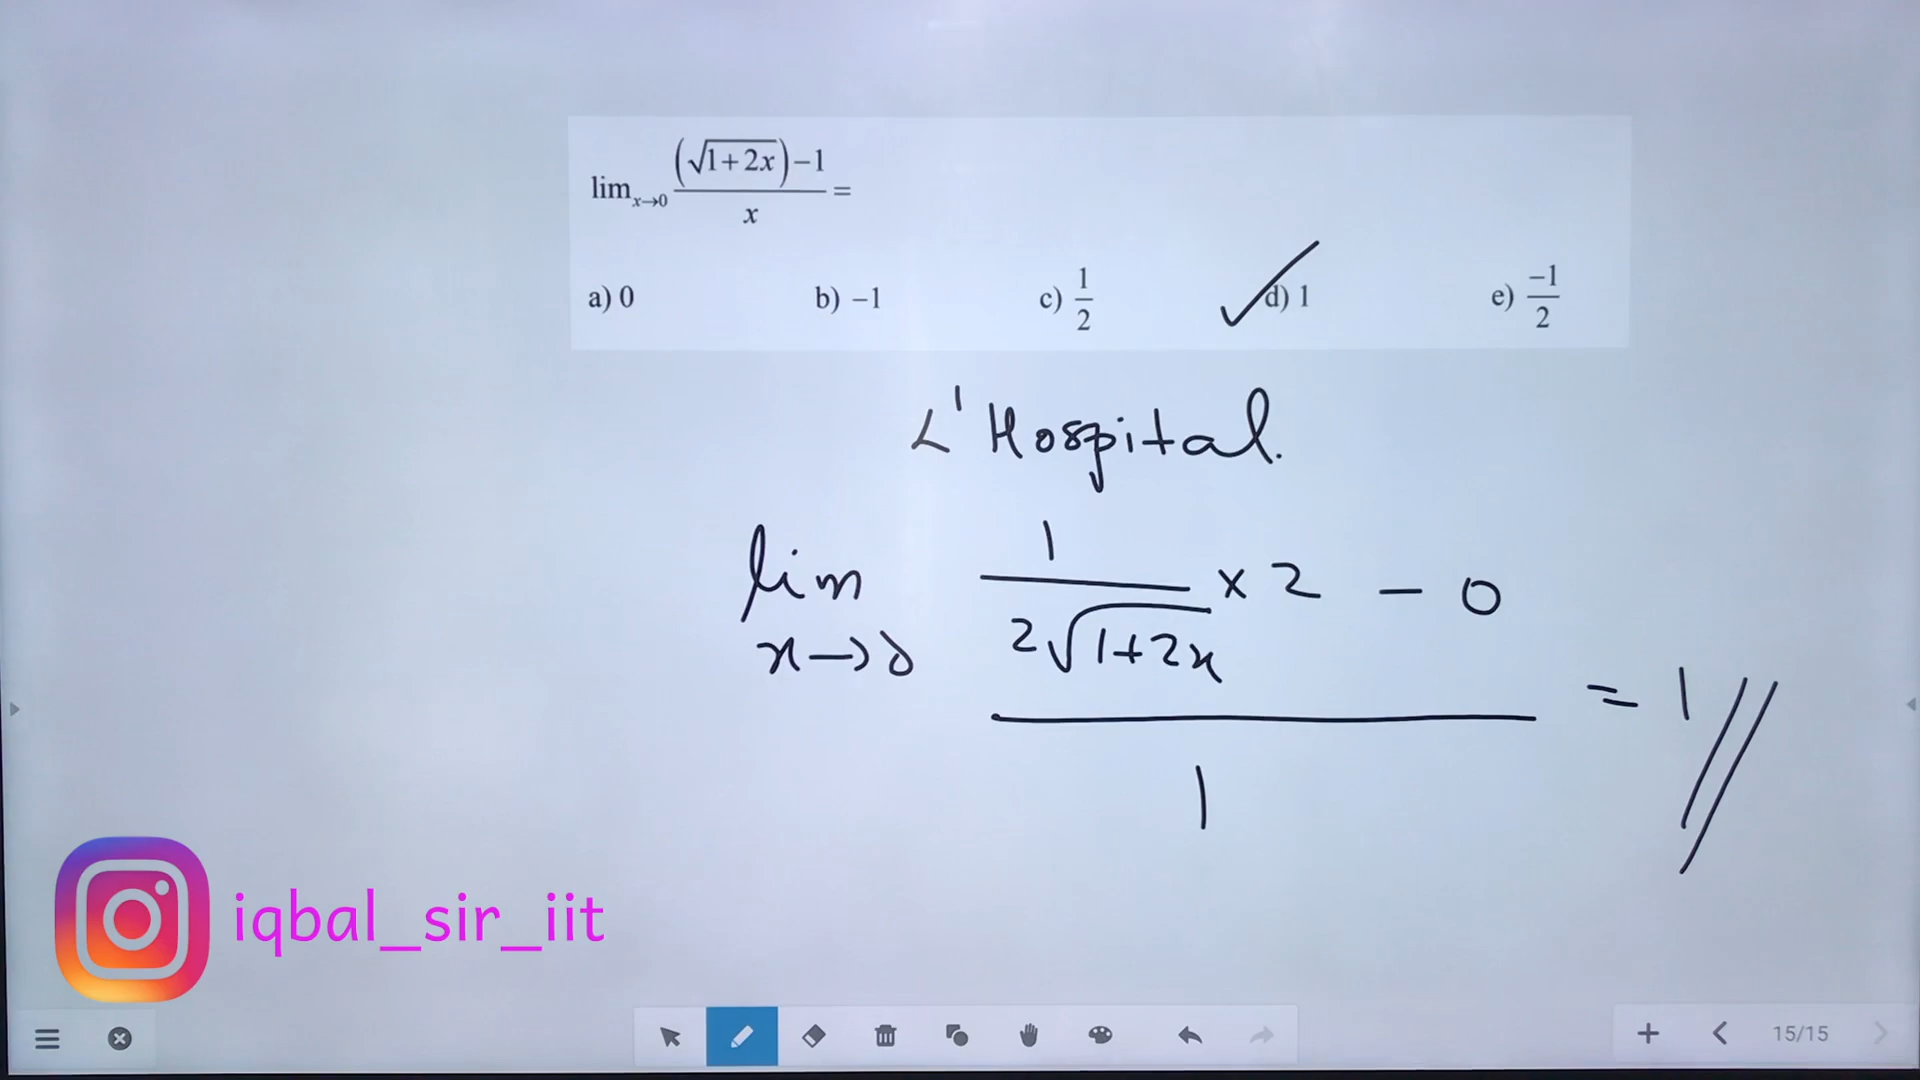 lim x→0 (√1+2x)−1 / x =
a) 0 b) −1 c) 1/2 d) 1 e) −1/2
L'Hospital.
lim x→0 1 / 2√1+2x × 2 − 0 / 1 = 1
iqbal_sir_iit
15/15